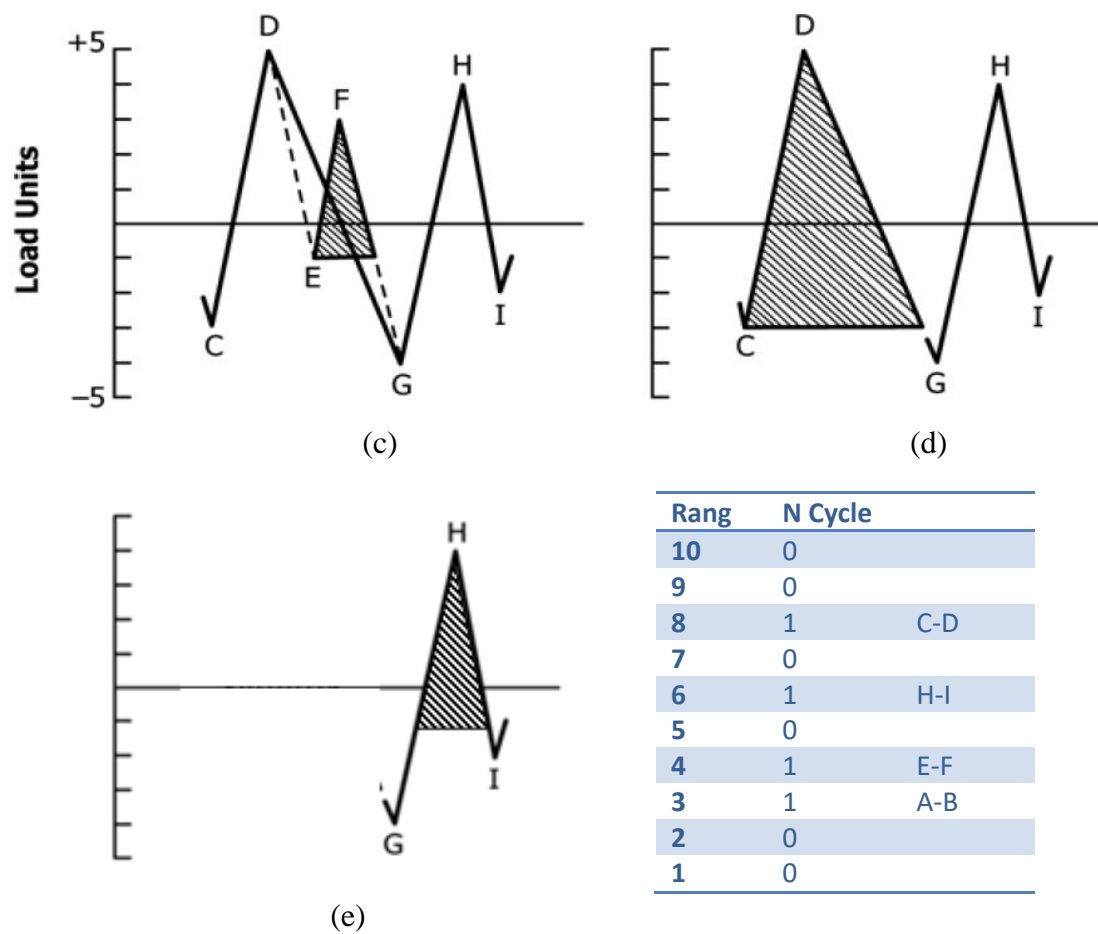 D
D
+5
H
H
F
Load Units
E
I
I
C
C
G
G
−5
(c)
(d)
H
I
G
(e)
Rang N Cycle
10 0
9 0
8 1 C-D
7 0
6 1 H-I
5 0
4 1 E-F
3 1 A-B
2 0
1 0